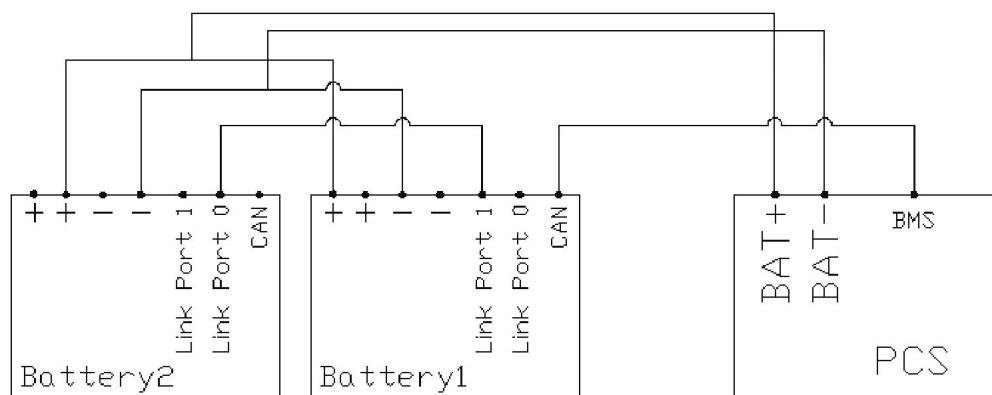 + + - - Link Port 1 Link Port 0 CAN
Battery2
+ + - - Link Port 1 Link Port 0 CAN
Battery1
BAT+ BAT- BMS
PCS